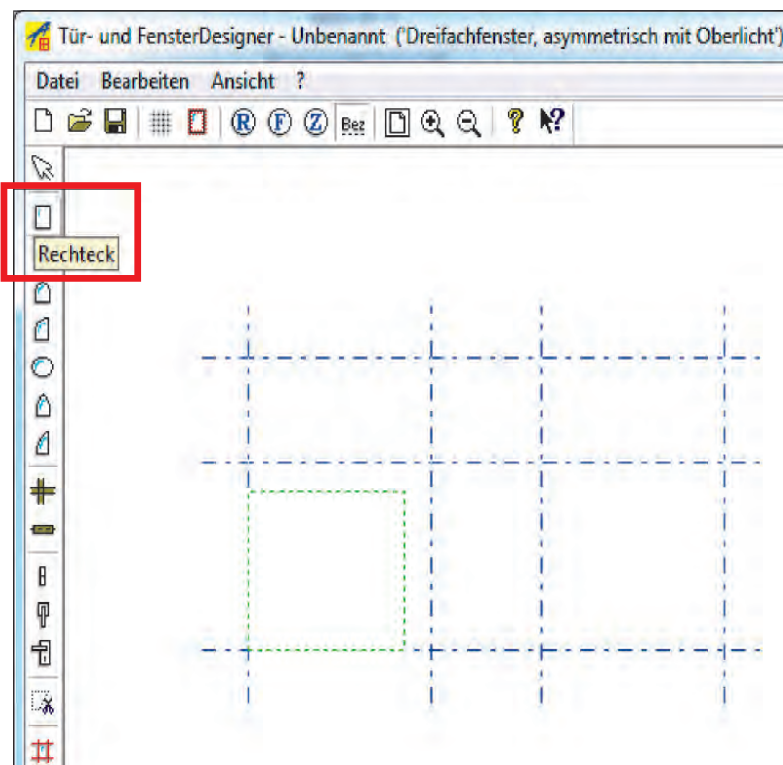 Tür- und FensterDesigner - Unbenannt ('Dreifachfenster, asymmetrisch mit Oberlicht')
Datei Bearbeiten Ansicht ?
R F Z Bez ? ?
Rechteck